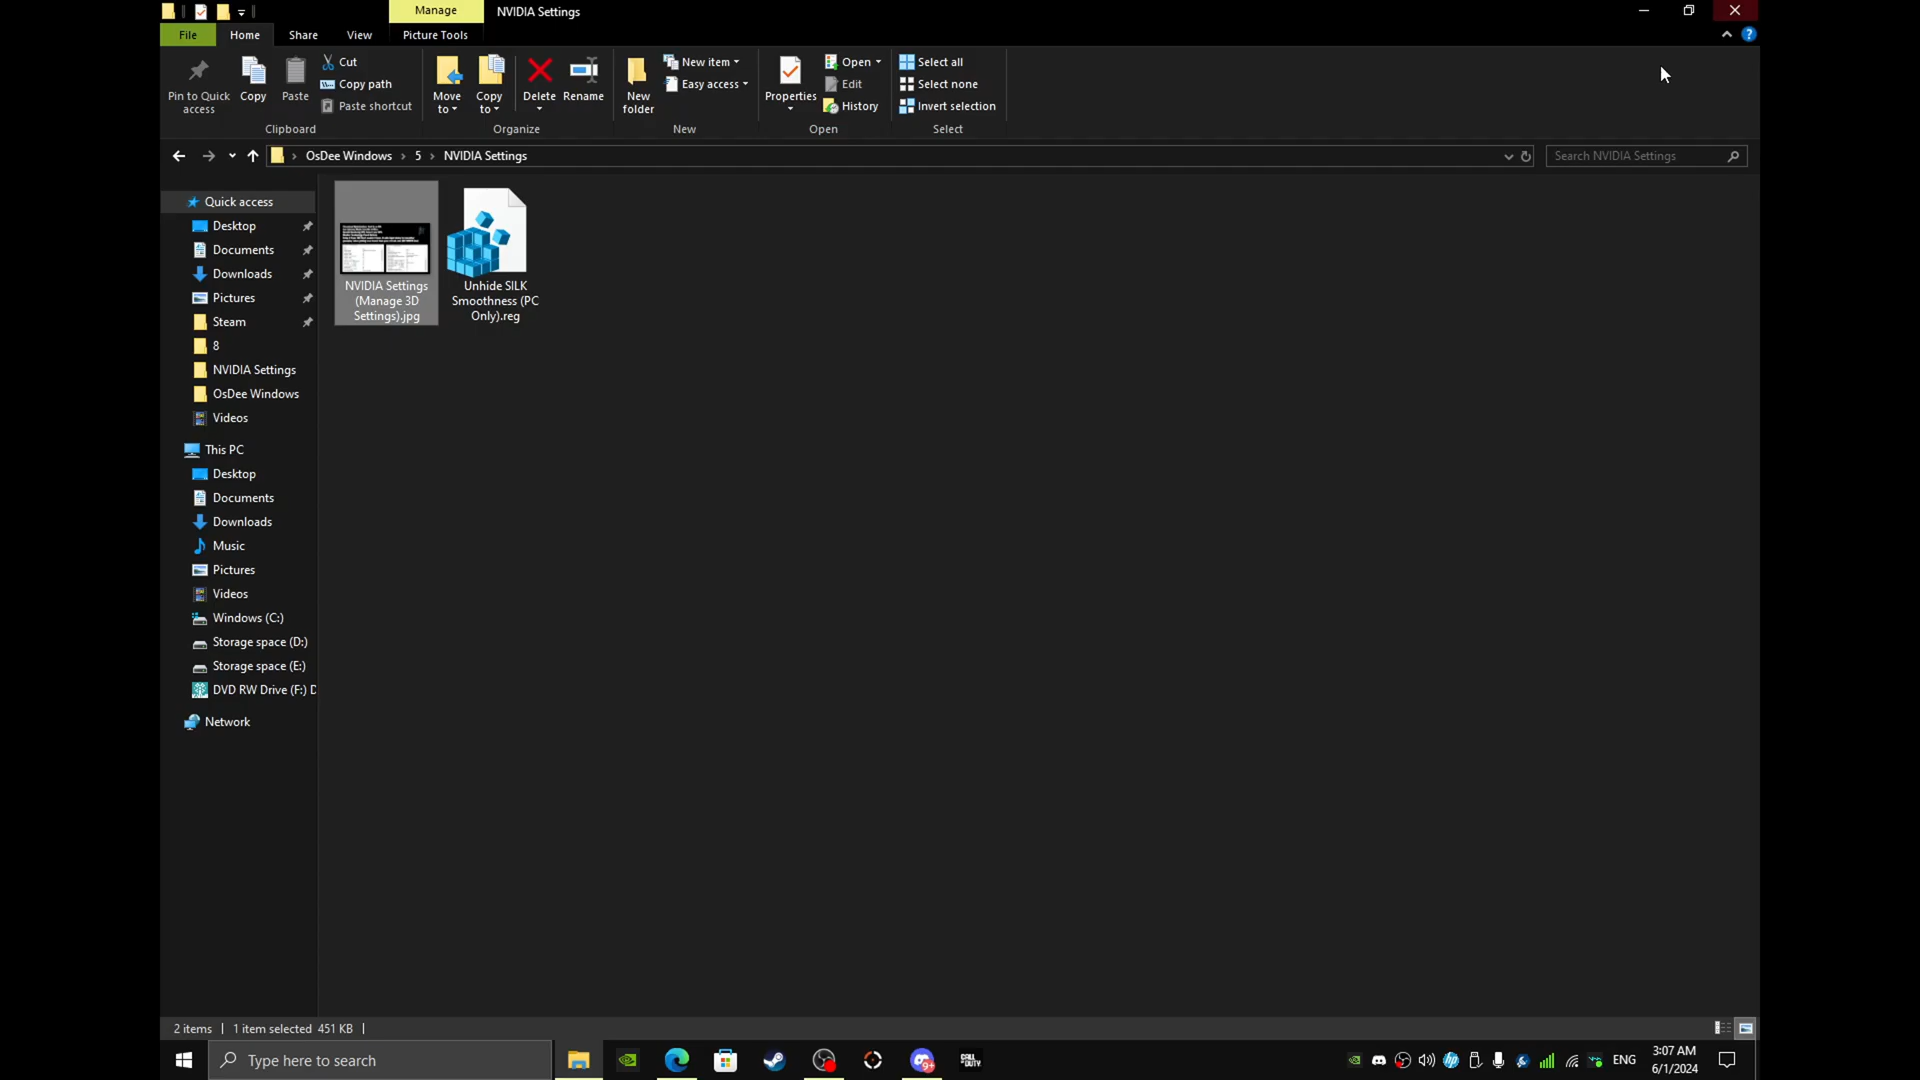 Manage
NVIDIA Settings
File
Home
Share
View
Picture Tools
Pin to Quick
access
Copy
Paste
Cut
Copy path
Paste shortcut
Clipboard
Move
to
Copy
to
Delete
Rename
Organize
New
folder
New item
Easy access
New
Properties
Open
Edit
History
Open
Select all
Select none
Invert selection
Select
OsDee Windows
5
NVIDIA Settings
Search NVIDIA Settings
Quick access
Desktop
Documents
Downloads
Pictures
Steam
8
NVIDIA Settings
OsDee Windows
Videos
This PC
Desktop
Documents
Downloads
Music
Pictures
Videos
Windows (C:)
Storage space (D:)
Storage space (E:)
DVD RW Drive (F:) D
Network
NVIDIA Settings
(Manage 3D
Settings).jpg
Unhide SILK
Smoothness (PC
Only).reg
2 items
1 item selected 451 KB
Type here to search
9+
CALL OF DUTY
ENG
3:07 AM
6/1/2024